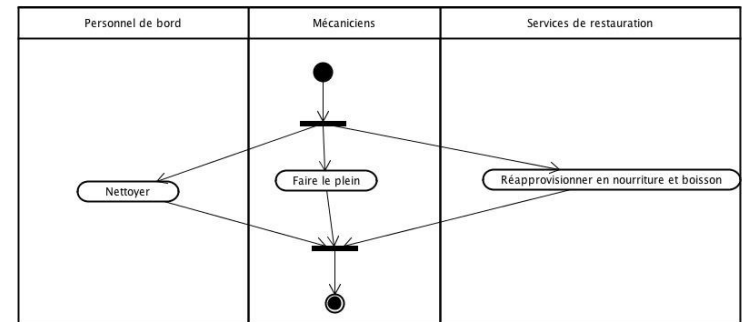 Personnel de bord
Mécaniciens
Services de restauration
Nettoyer
Faire le plein
Réapprovisionner en nourriture et boisson